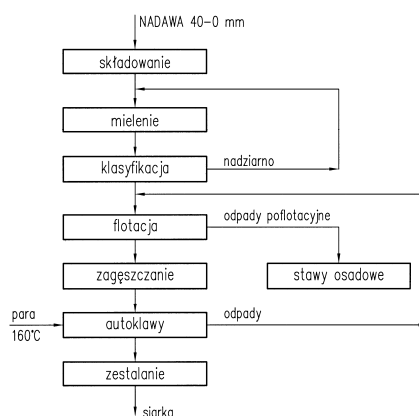 NADAWA 40-0 mm
składowanie
mielenie
klasyfikacja
nadziarno
flotacja
odpady poflotacyjne
zagęszczanie
stawy osadowe
para
160°C
autoklawy
odpady
zestalanie
siarka